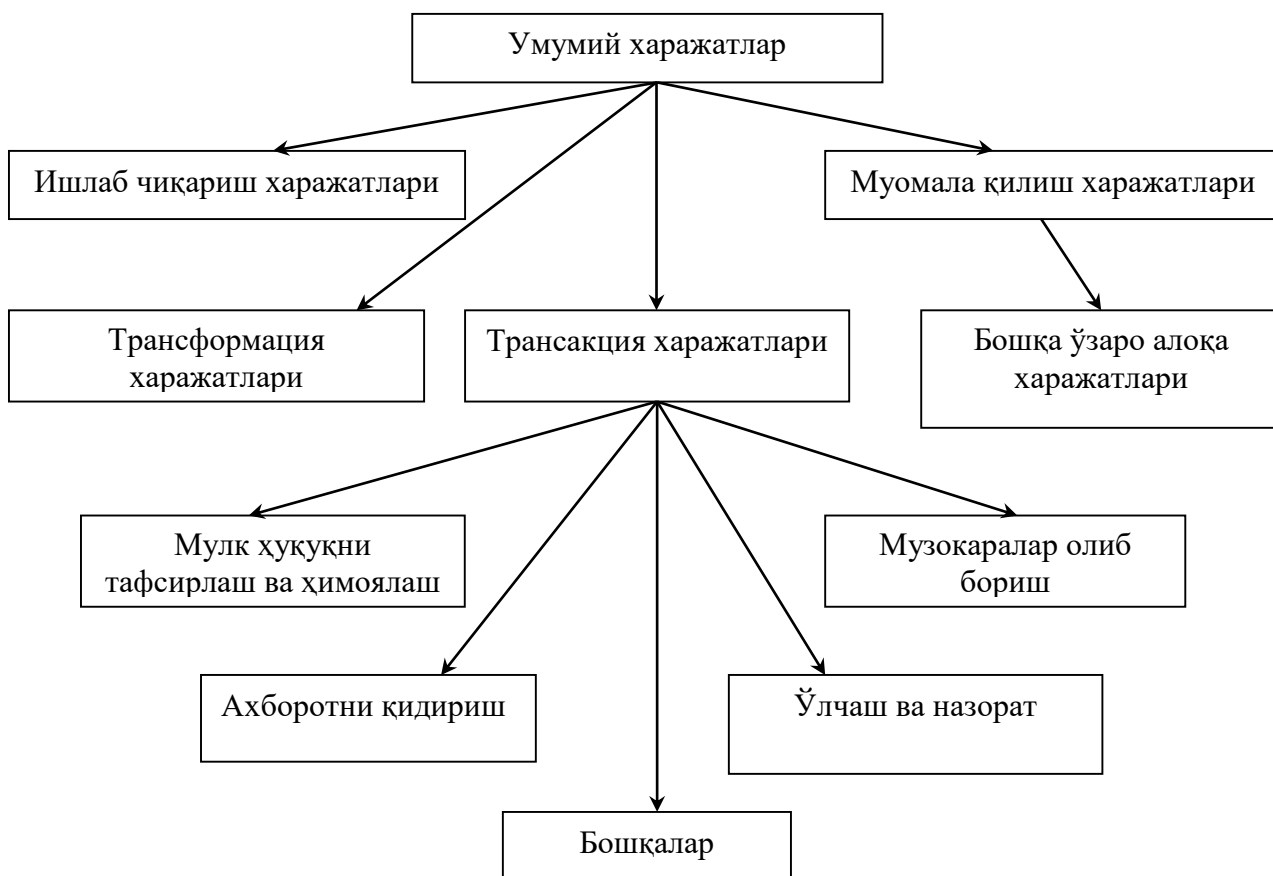 Умумий харажатлар
Ишлаб чиқариш харажатлари
Муомала қилиш харажатлари
Трансформация
харажатлари
Трансакция харажатлари
Бошқа ўзаро алоқа
харажатлари
Мулк ҳуқуқни
тафсирлаш ва ҳимоялаш
Музокаралар олиб
бориш
Ахборотни қидириш
Ўлчаш ва назорат
Бошқалар